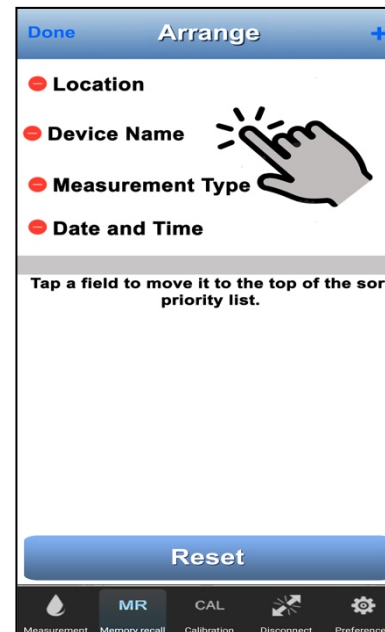 Done Arrange +
Location
Device Name
Measurement Type
Date and Time
Tap a field to move it to the top of the sor
priority list.
Reset
MR CAL
Measurement Memory recall Calibration Disconnect Preference